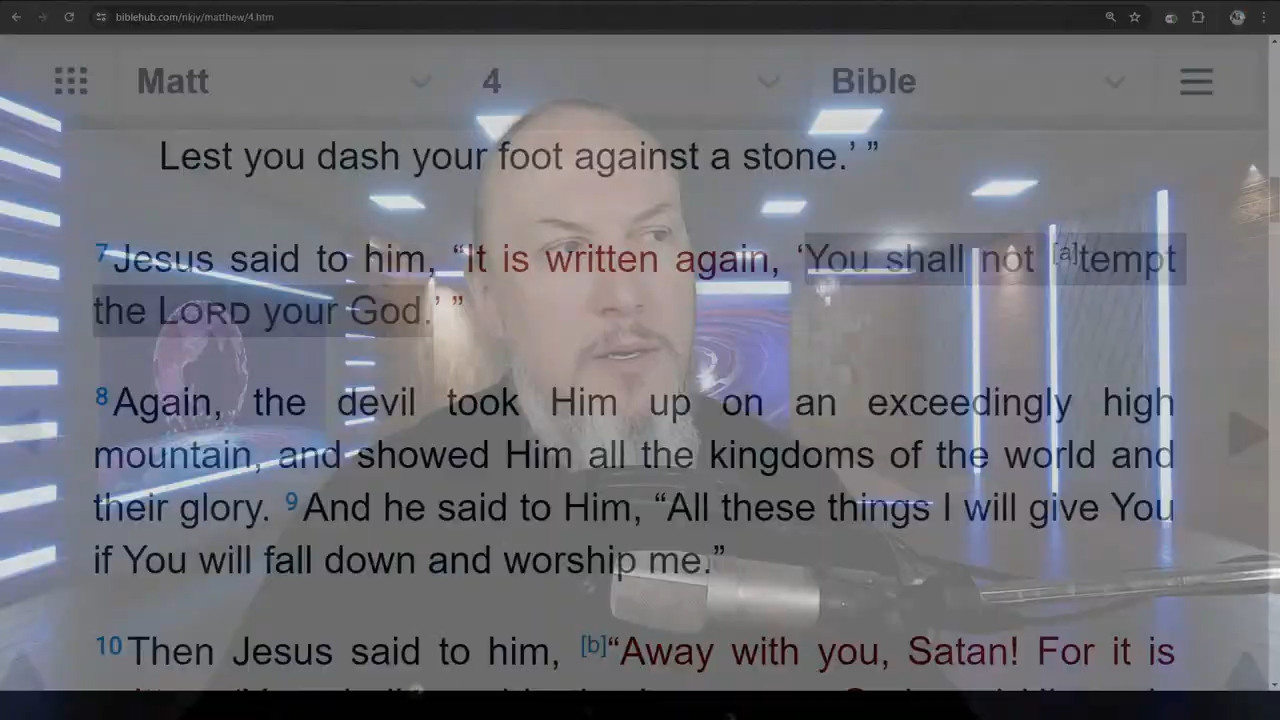 biblehub.com/nkjv/matthew/4.htm
Matt 4 Bible
Lest you dash your foot against a stone.’ ”
7 Jesus said to him, “It is written again, ‘You shall not [a]tempt
the LORD your God.’ ”
8 Again, the devil took Him up on an exceedingly high
mountain, and showed Him all the kingdoms of the world and
their glory. 9 And he said to Him, “All these things I will give You
if You will fall down and worship me.”
10 Then Jesus said to him, [b]“Away with you, Satan! For it is